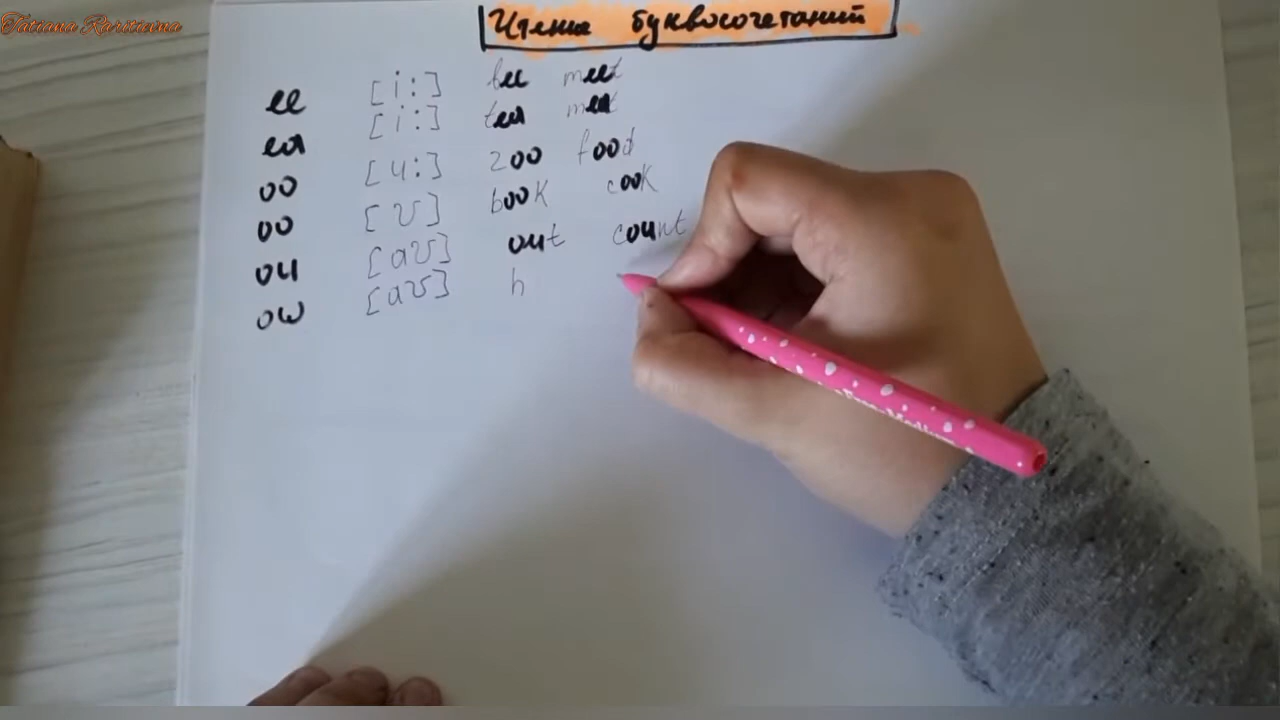 Tatiana Raritiwna
Чтение буквосочетаний
ee [i:] bee meet
ea [i:] tea meat
oo [u:] zoo food
oo [ʊ] book cook
ou [aʊ] out count
ow [aʊ] h